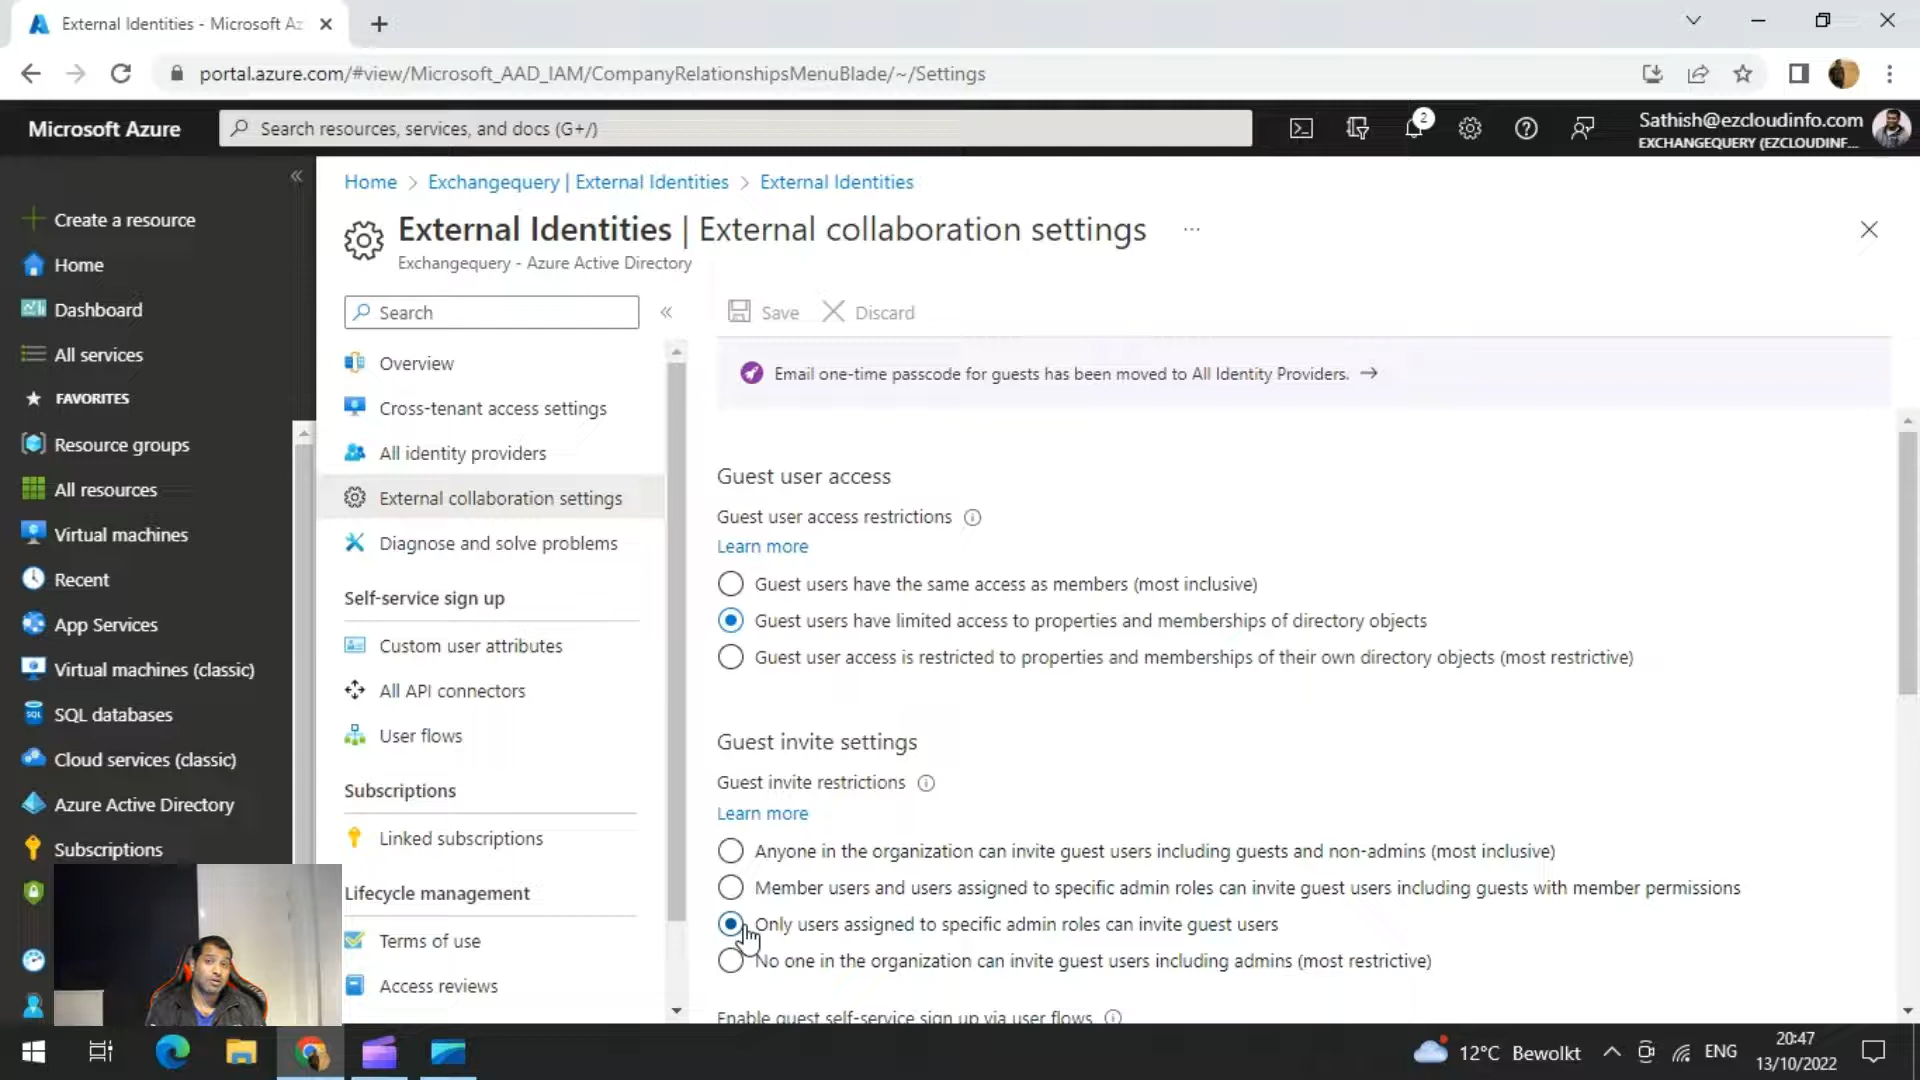 External Identities - Microsoft Az
portal.azure.com/#view/Microsoft_AAD_IAM/CompanyRelationshipsMenuBlade/~/Settings
Microsoft Azure
Search resources, services, and docs (G+/)
2
Sathish@ezcloudinfo.com
EXCHANGEQUERY (EZCLOUDINF...
Create a resource
Home
Dashboard
All services
FAVORITES
Resource groups
All resources
Virtual machines
Recent
App Services
Virtual machines (classic)
SQL databases
Cloud services (classic)
Azure Active Directory
Subscriptions
Home > Exchangequery | External Identities > External Identities
External Identities | External collaboration settings ...
Exchangequery - Azure Active Directory
Search
Overview
Cross-tenant access settings
All identity providers
External collaboration settings
Diagnose and solve problems
Self-service sign up
Custom user attributes
All API connectors
User flows
Subscriptions
Linked subscriptions
Lifecycle management
Terms of use
Access reviews
Save Discard
Email one-time passcode for guests has been moved to All Identity Providers. →
Guest user access
Guest user access restrictions
Learn more
Guest users have the same access as members (most inclusive)
Guest users have limited access to properties and memberships of directory objects
Guest user access is restricted to properties and memberships of their own directory objects (most restrictive)
Guest invite settings
Guest invite restrictions
Learn more
Anyone in the organization can invite guest users including guests and non-admins (most inclusive)
Member users and users assigned to specific admin roles can invite guest users including guests with member permissions
Only users assigned to specific admin roles can invite guest users
No one in the organization can invite guest users including admins (most restrictive)
Enable guest self-service sign up via user flows
12°C Bewolkt
ENG
20:47
13/10/2022